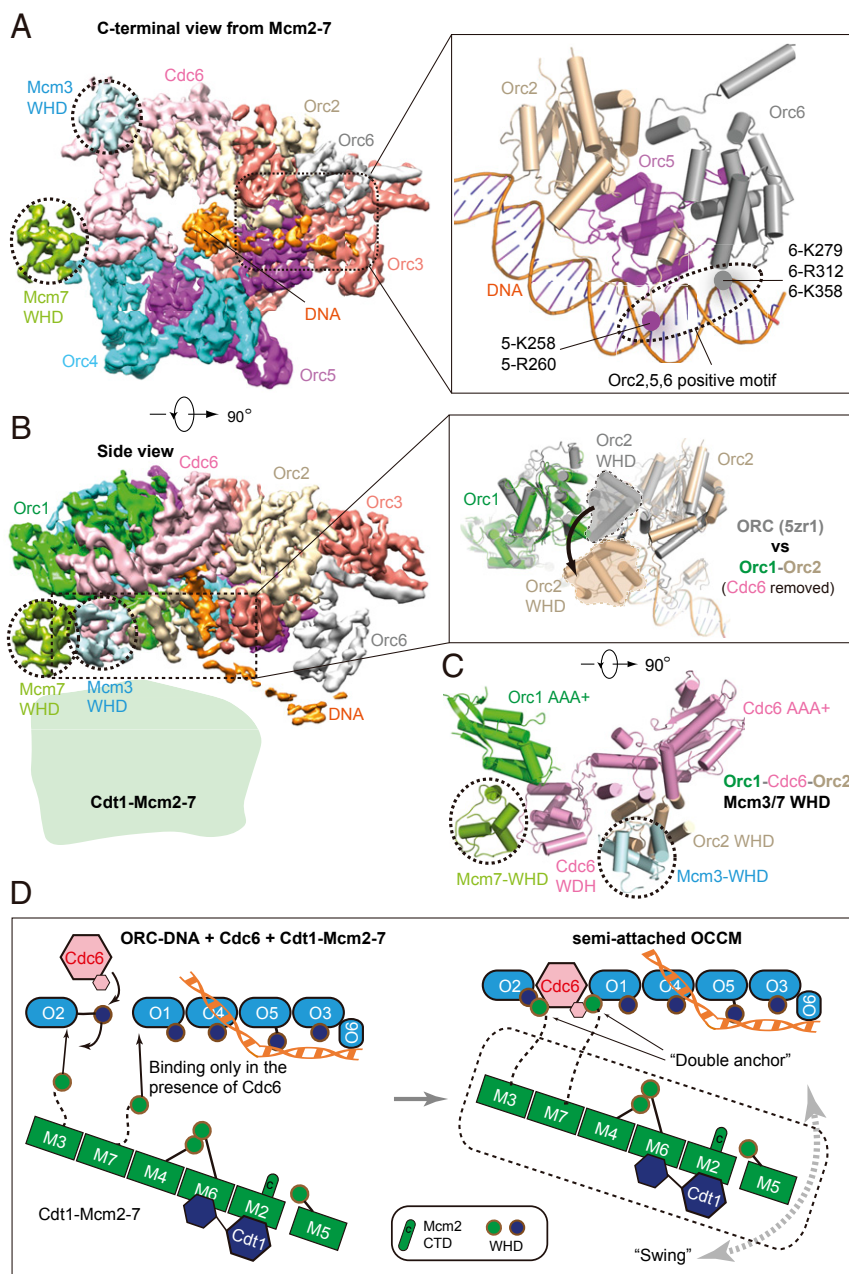 A
C-terminal view from Mcm2-7
Mcm3
WHD
Cdc6
Orc2
Orc6
Orc3
DNA
Mcm7
WHD
Orc4
Orc5
90°
Orc2
Orc6
Orc5
DNA
6-K279
6-R312
6-K358
5-K258
5-R260
Orc2,5,6 positive motif
B
Side view
Cdc6
Orc1
Orc2
Orc3
Orc6
Mcm7
WHD
Mcm3
WHD
DNA
Cdt1-Mcm2-7
Orc2
WHD
Orc2
Orc1
ORC (5zr1)
vs
Orc1-Orc2
(Cdc6 removed)
Orc2
WHD
C
90°
Orc1 AAA+
Cdc6 AAA+
Orc1-Cdc6-Orc2
Mcm3/7 WHD
Orc2 WHD
Mcm7-WHD
Cdc6
WDH
Mcm3-WHD
D
ORC-DNA + Cdc6 + Cdt1-Mcm2-7
Cdc6
O2
O1
O4
O5
O3
O6
Binding only in the
presence of Cdc6
M3
M7
M4
M6
M2
C
M5
Cdt1
Cdt1-Mcm2-7
semi-attached OCCM
O2
Cdc6
O1
O4
O5
O3
O6
"Double anchor"
M3
M7
M4
M6
M2
C
M5
Cdt1
"Swing"
C
Mcm2
CTD
WHD